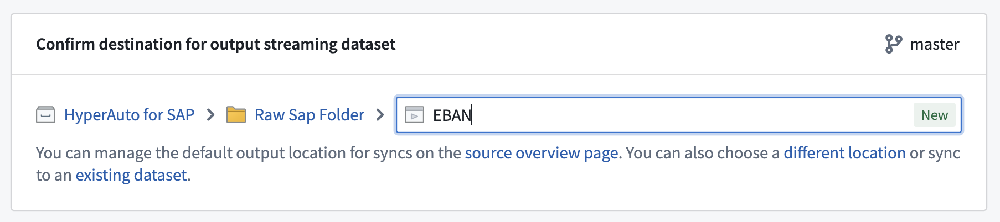 Confirm destination for output streaming dataset master
HyperAuto for SAP Raw Sap Folder EBAN New
You can manage the default output location for syncs on the source overview page. You can also choose a different location or sync
to an existing dataset.